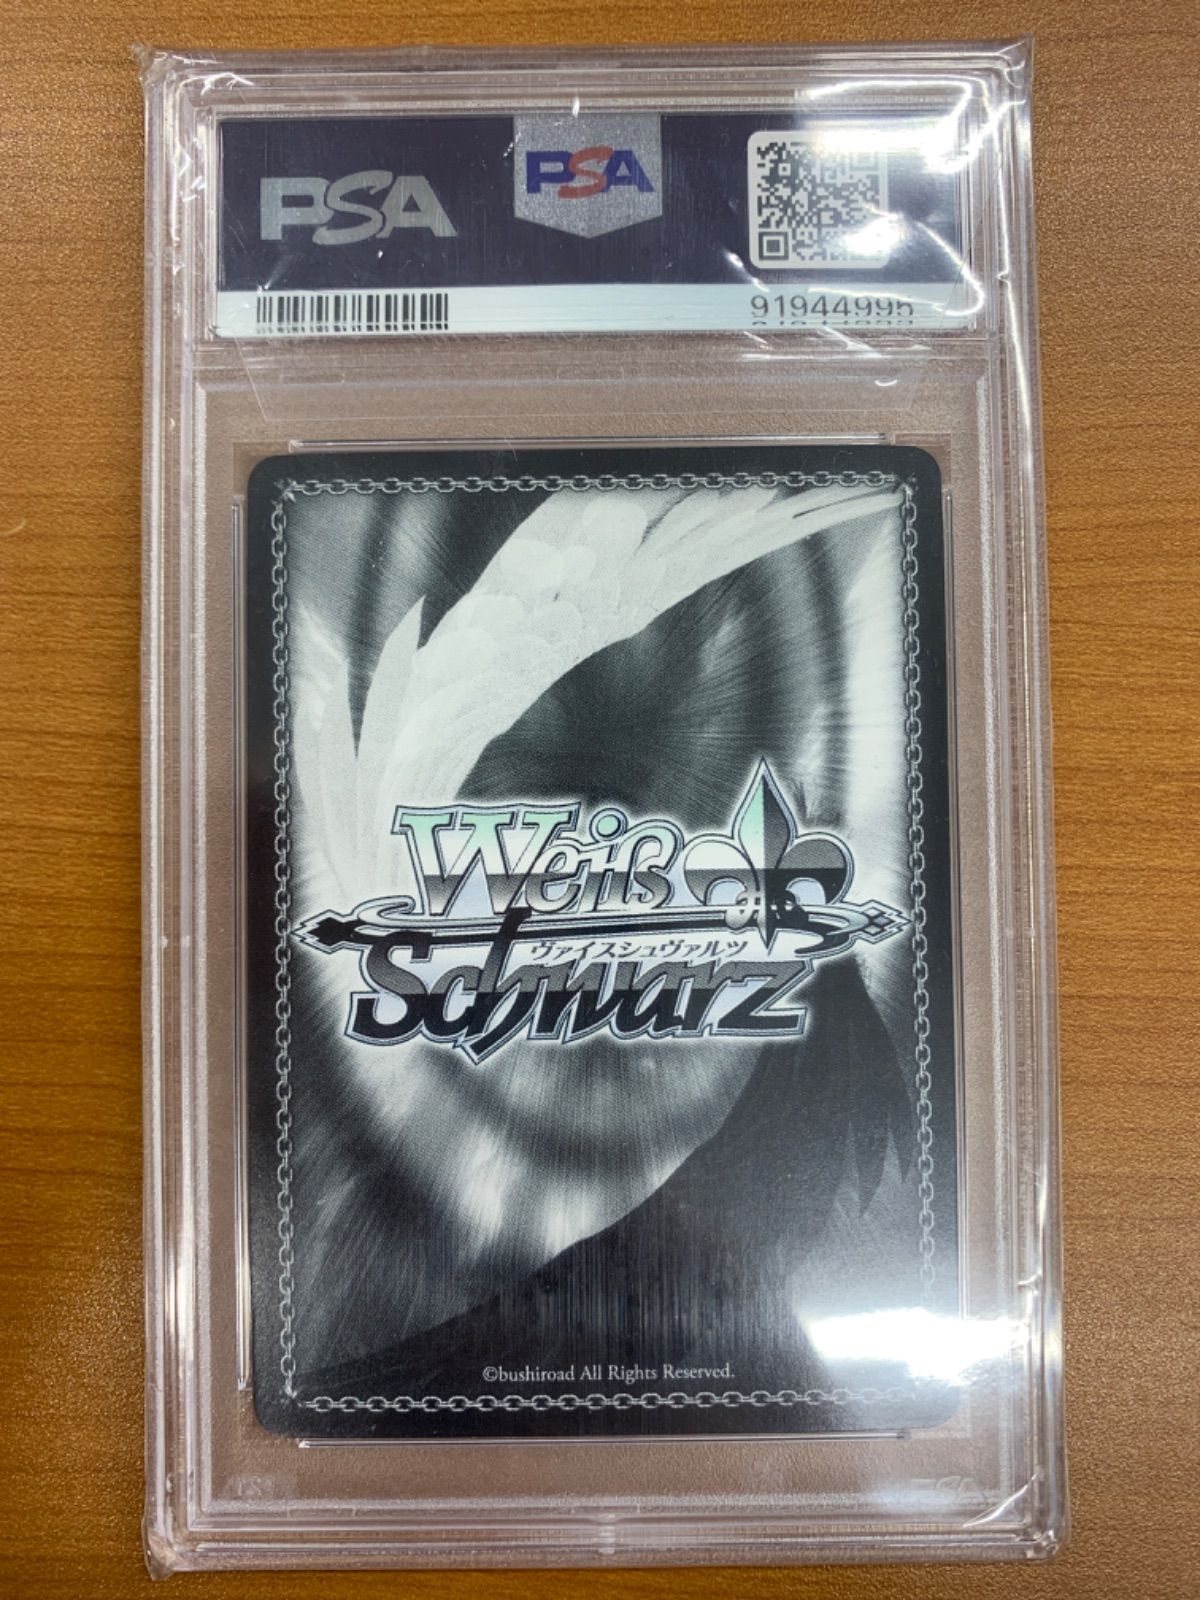 PSA
PSA
91944995
Weiß
ヴァイスシュヴァルツ
Schwarz
©bushiroad All Rights Reserved.